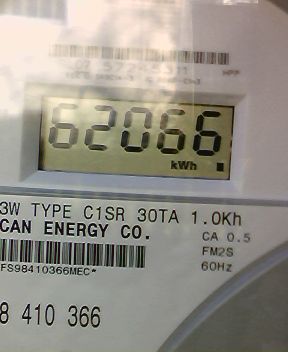 62066
kWh
3W TYPE C1SR 30TA 1.0Kh
CAN ENERGY CO.
CA 0.5
FM2S
60Hz
FS98410366MEC*
8 410 366